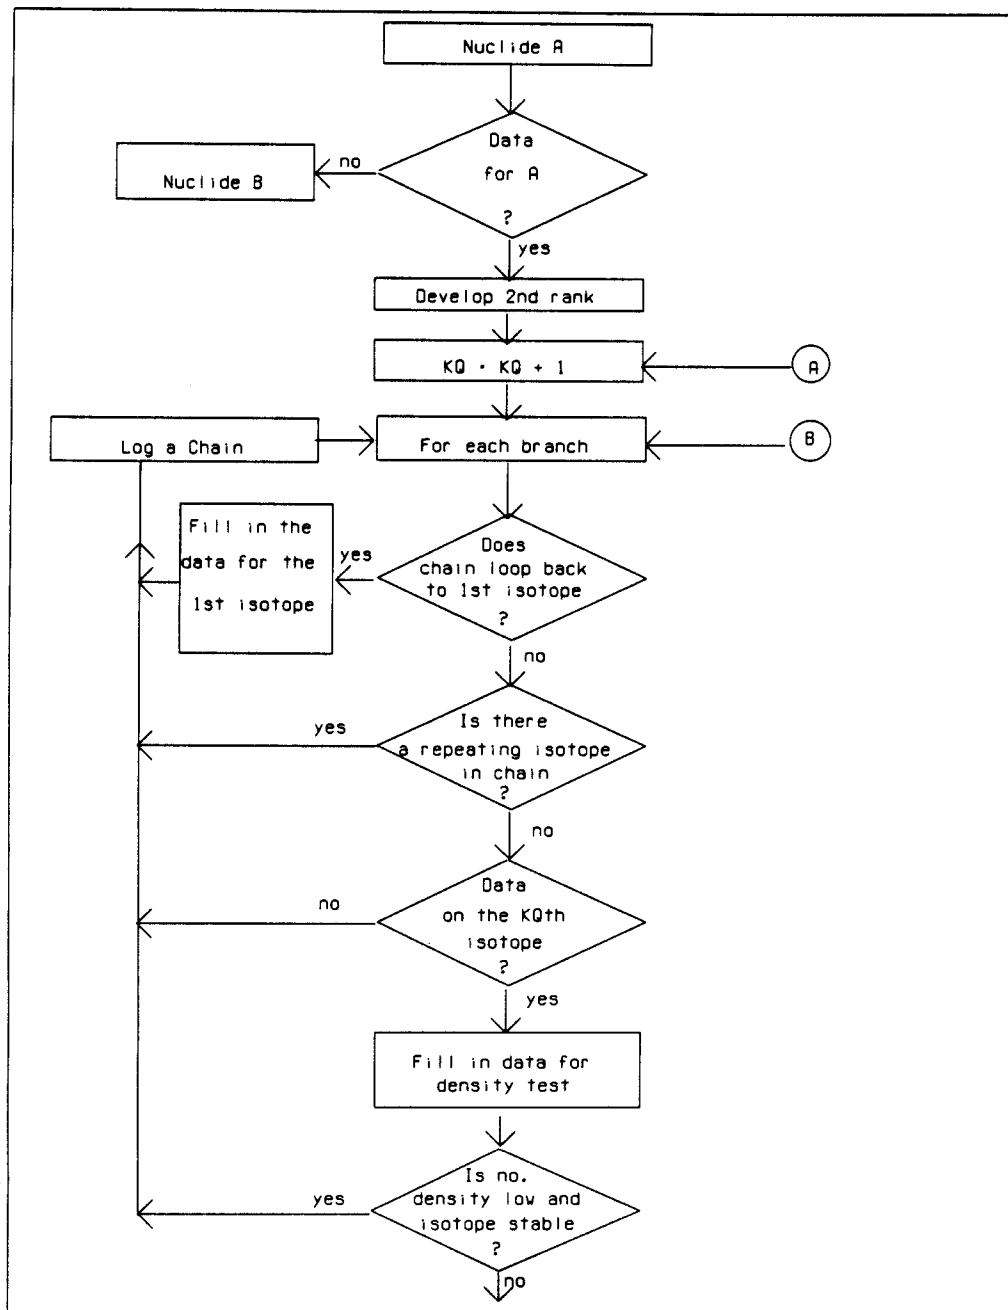 Nuclide A
Data
for A
?
no
Nuclide B
yes
Develop 2nd rank
KQ • KQ + 1
A
Log a Chain
For each branch
B
Fill in the
data for the
1st isotope
yes
Does
chain loop back
to 1st isotope
?
no
Is there
a repeating isotope
in chain
?
yes
no
Data
on the KQth
isotope
?
no
yes
Fill in data for
density test
Is no.
density low and
isotope stable
?
yes
no